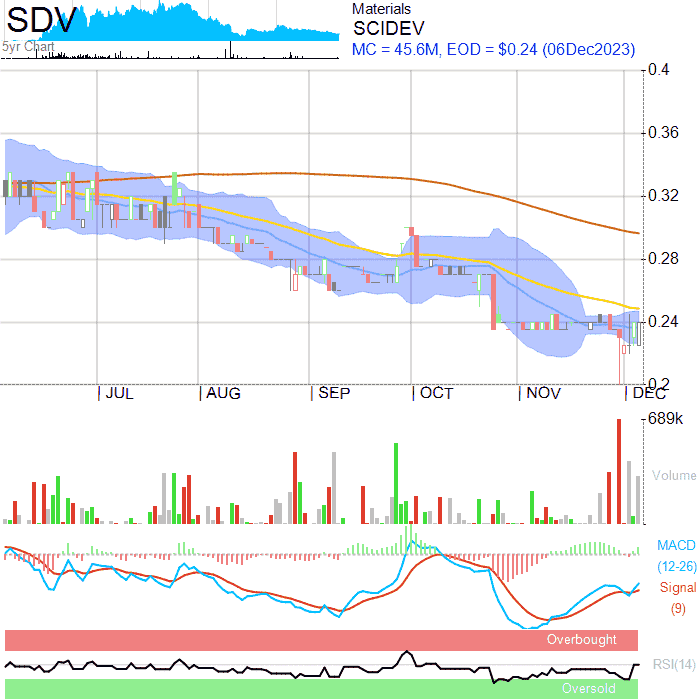 SDV
5yr Chart
Materials
SCIDEV
MC = 45.6M, EOD = $0.24 (06Dec2023)
0.4
0.36
0.32
0.28
0.24
0.2
JUL AUG SEP OCT NOV DEC
689k
Volume
MACD
(12-26)
Signal
(9)
Overbought
RSI(14)
Oversold